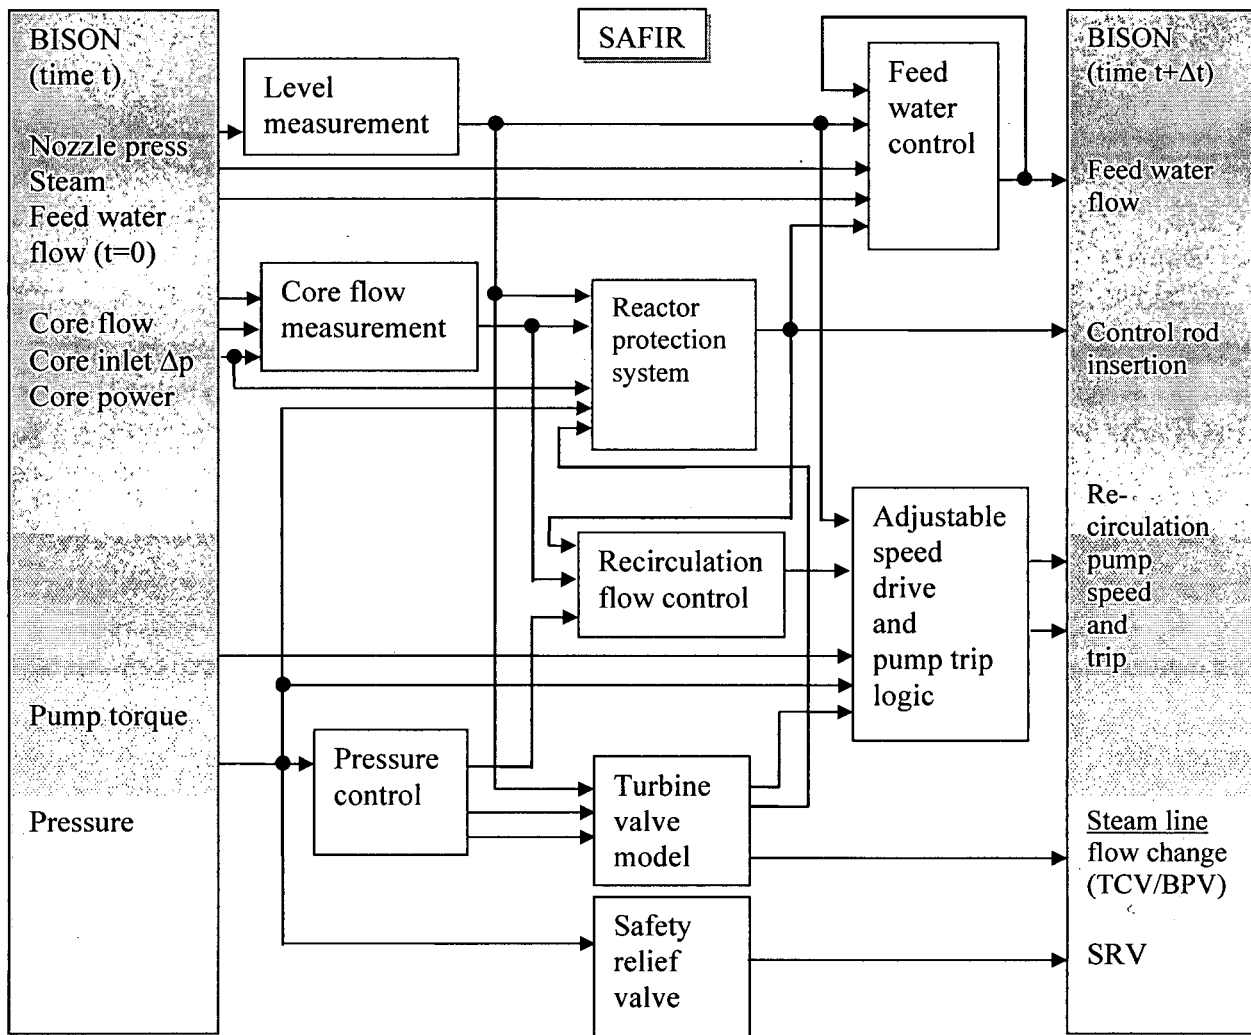 BISON
(time t)
Nozzle press
Steam
Feed water
flow (t=0)
Core flow
Core inlet Δp
Core power
Pump torque
Pressure
SAFIR
Level
measurement
Core flow
measurement
Pressure
control
Reactor
protection
system
Recirculation
flow control
Turbine
valve
model
Safety
relief
valve
Feed
water
control
Adjustable
speed
drive
and
pump trip
logic
BISON
(time t+Δt)
Feed water
flow
Control rod
insertion
Re-
circulation
pump
speed
and
trip
Steam line
flow change
(TCV/BPV)
SRV